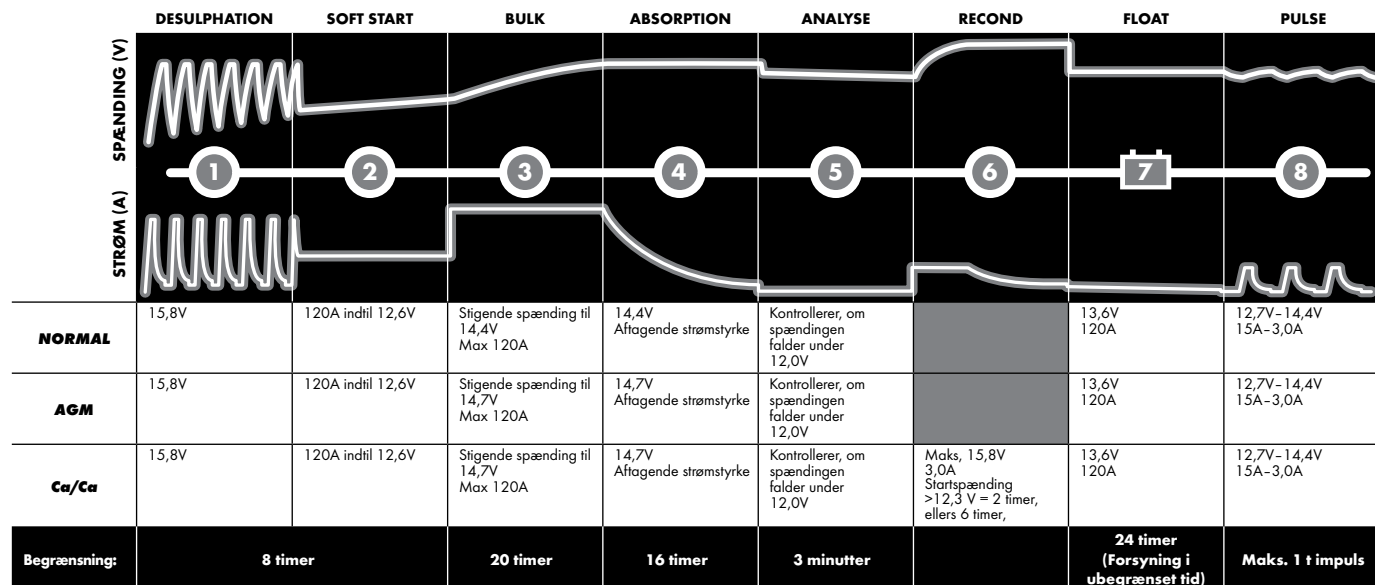 DESULPHATION SOFT START BULK ABSORPTION ANALYSE RECOND FLOAT PULSE
SPÆNDING (V)
1 2 3 4 5 6 7 8
STRØM (A)
NORMAL
15,8V
120A indtil 12,6V
Stigende spænding til
14,4V
Max 120A
14,4V
Aftagende strømstyrke
Kontrollerer, om
spændingen
falder under
12,0V
13,6V
120A
12,7V–14,4V
15A–3,0A
AGM
15,8V
120A indtil 12,6V
Stigende spænding til
14,7V
Max 120A
14,7V
Aftagende strømstyrke
Kontrollerer, om
spændingen
falder under
12,0V
13,6V
120A
12,7V–14,4V
15A–3,0A
Ca/Ca
15,8V
120A indtil 12,6V
Stigende spænding til
14,7V
Max 120A
14,7V
Aftagende strømstyrke
Kontrollerer, om
spændingen
falder under
12,0V
Maks, 15,8V
3,0A
Startspænding
>12,3 V = 2 timer,
ellers 6 timer,
13,6V
120A
12,7V–14,4V
15A–3,0A
Begrænsning:
8 timer
20 timer
16 timer
3 minutter
24 timer
(Forsyning i
ubegrænset tid)
Maks. 1 t impuls